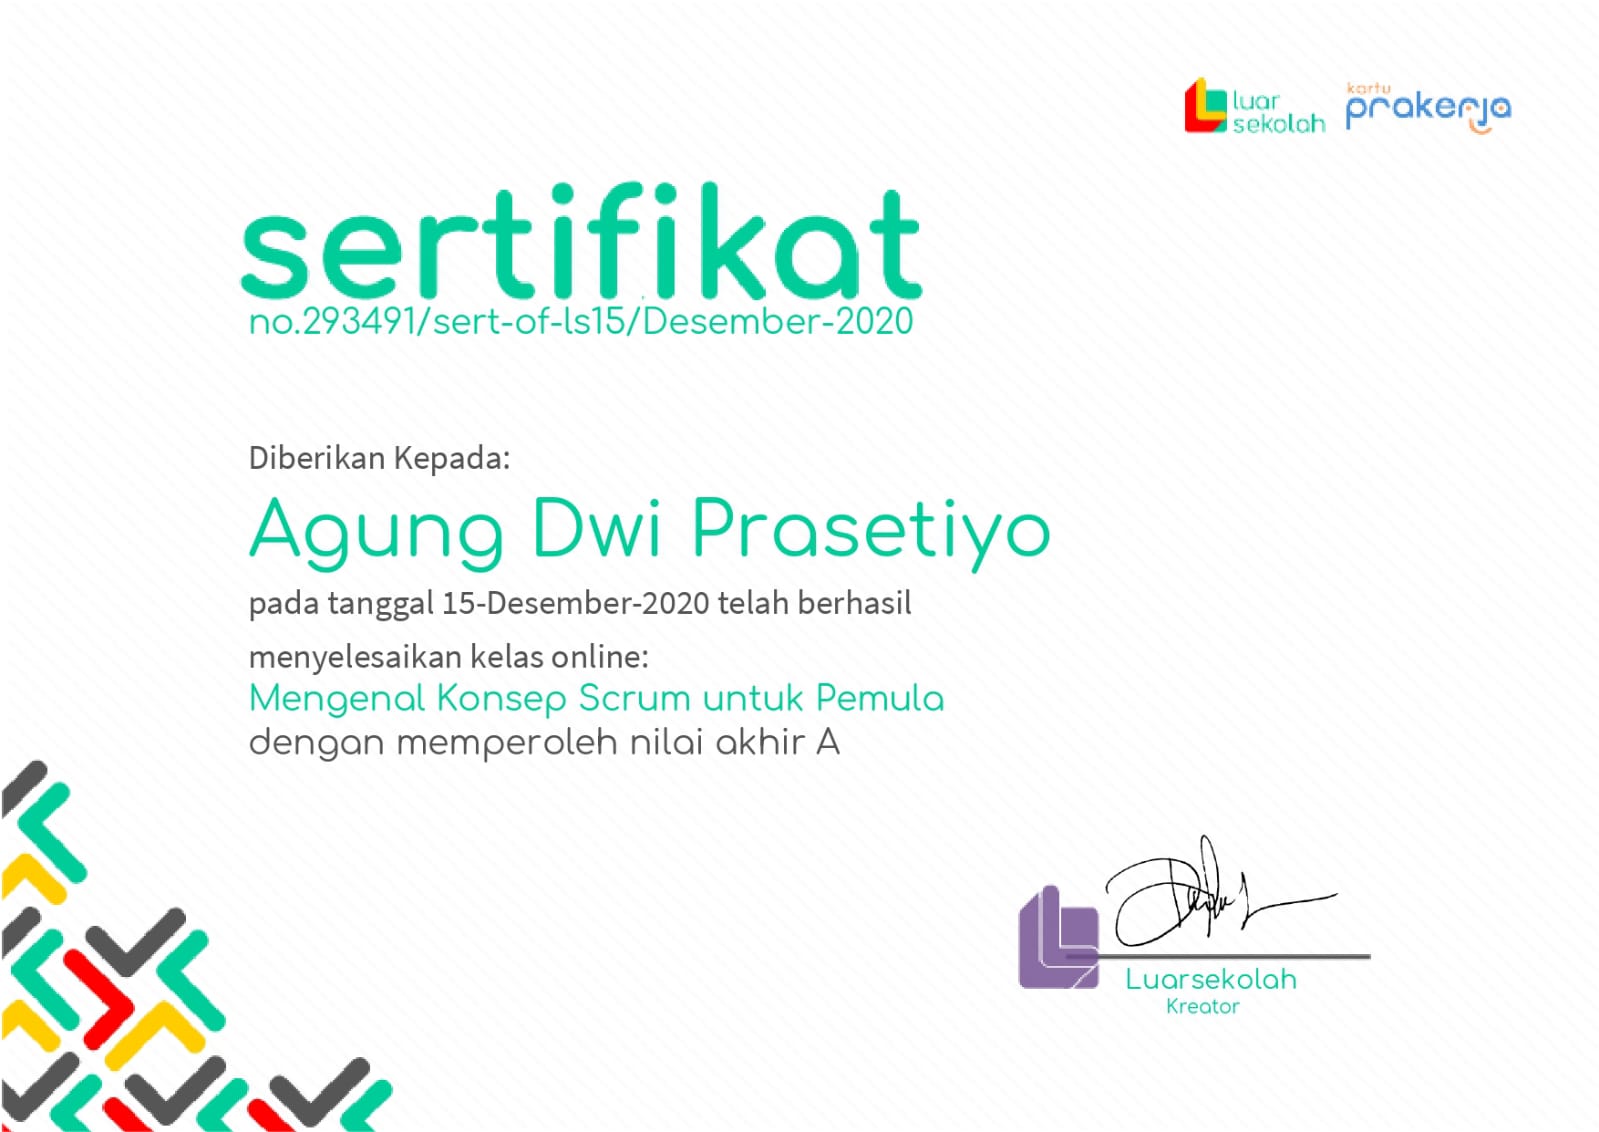 luar
sekolah
kartu
prakerja
sertifikat
no.293491/sert-of-ls15/Desember-2020
Diberikan Kepada:
Agung Dwi Prasetiyo
pada tanggal 15-Desember-2020 telah berhasil
menyelesaikan kelas online:
Mengenal Konsep Scrum untuk Pemula
dengan memperoleh nilai akhir A
Luarsekolah
Kreator